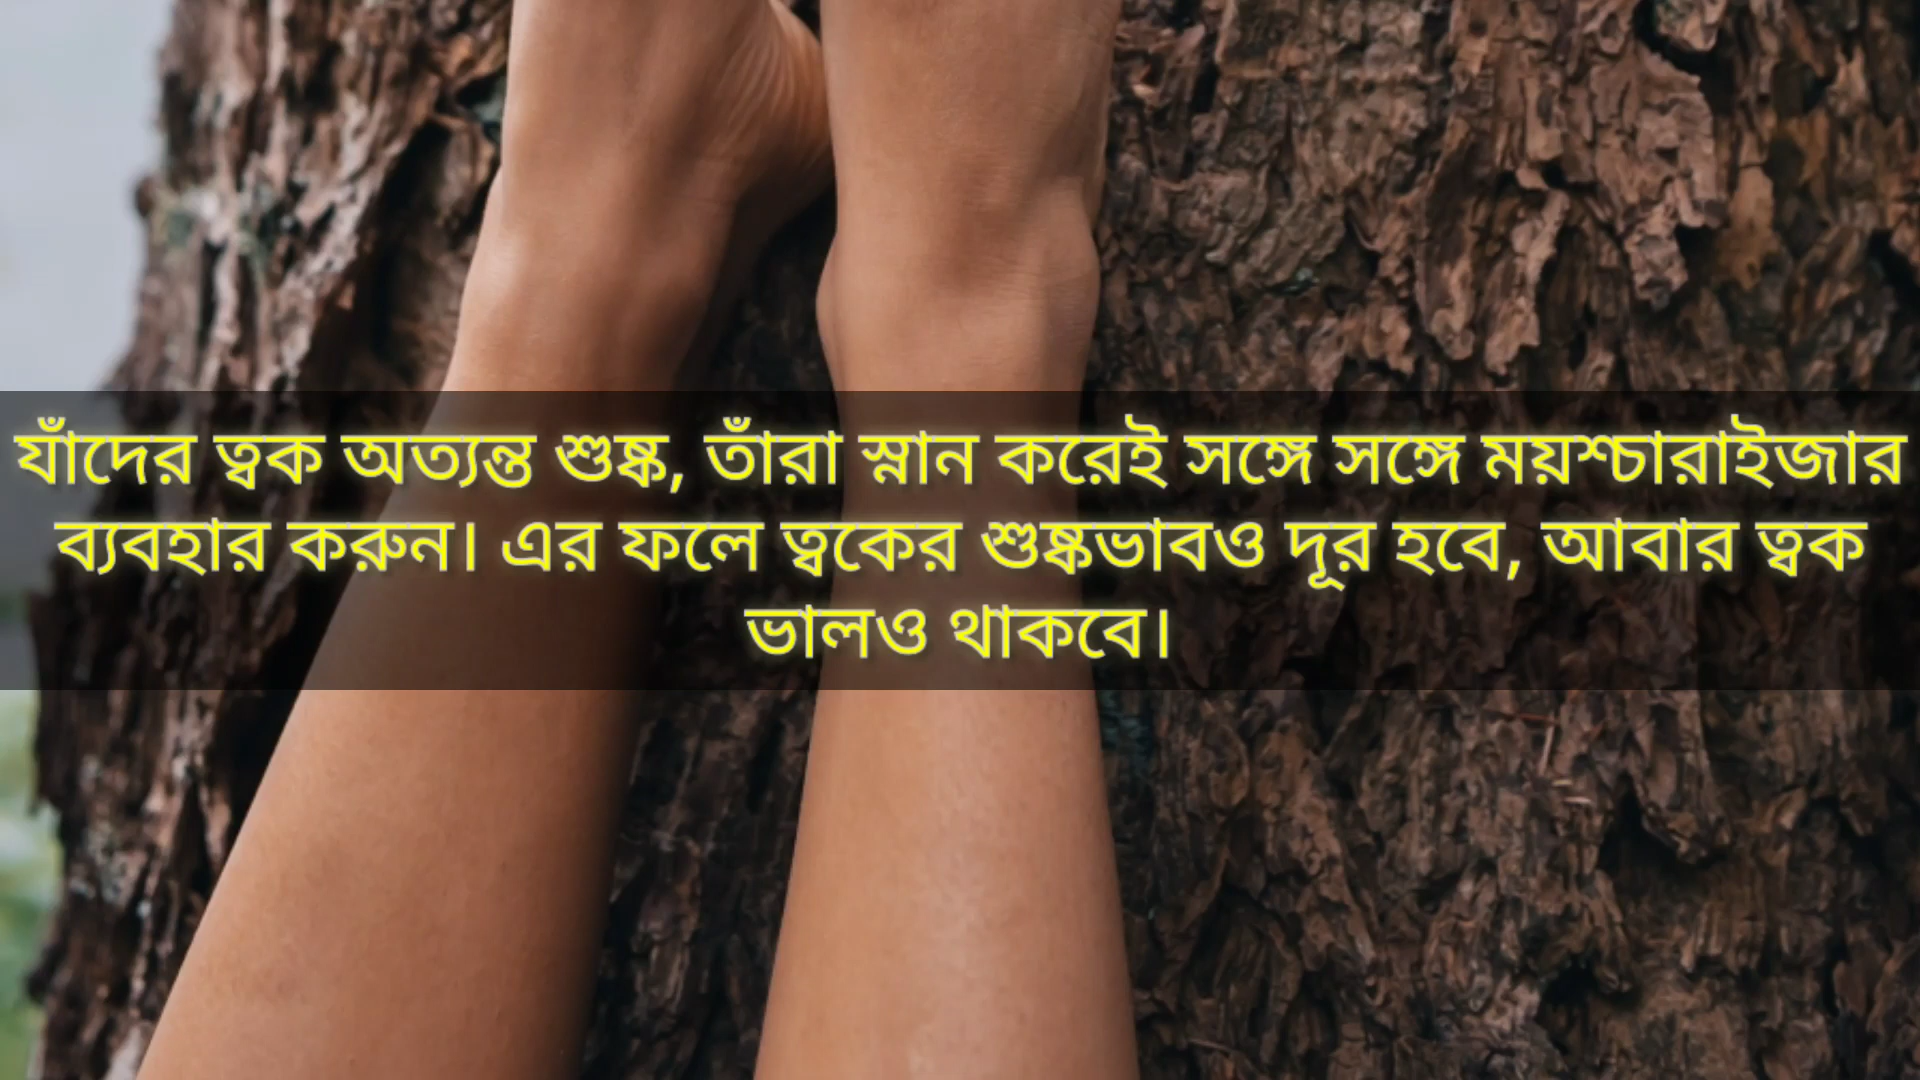 যাঁদের ত্বক অত্যন্ত শুষ্ক, তাঁরা স্নান করেই সঙ্গে সঙ্গে ময়শ্চারাইজার
ব্যবহার করুন। এর ফলে ত্বকের শুষ্কভাবও দূর হবে, আবার ত্বক
ভালও থাকবে।